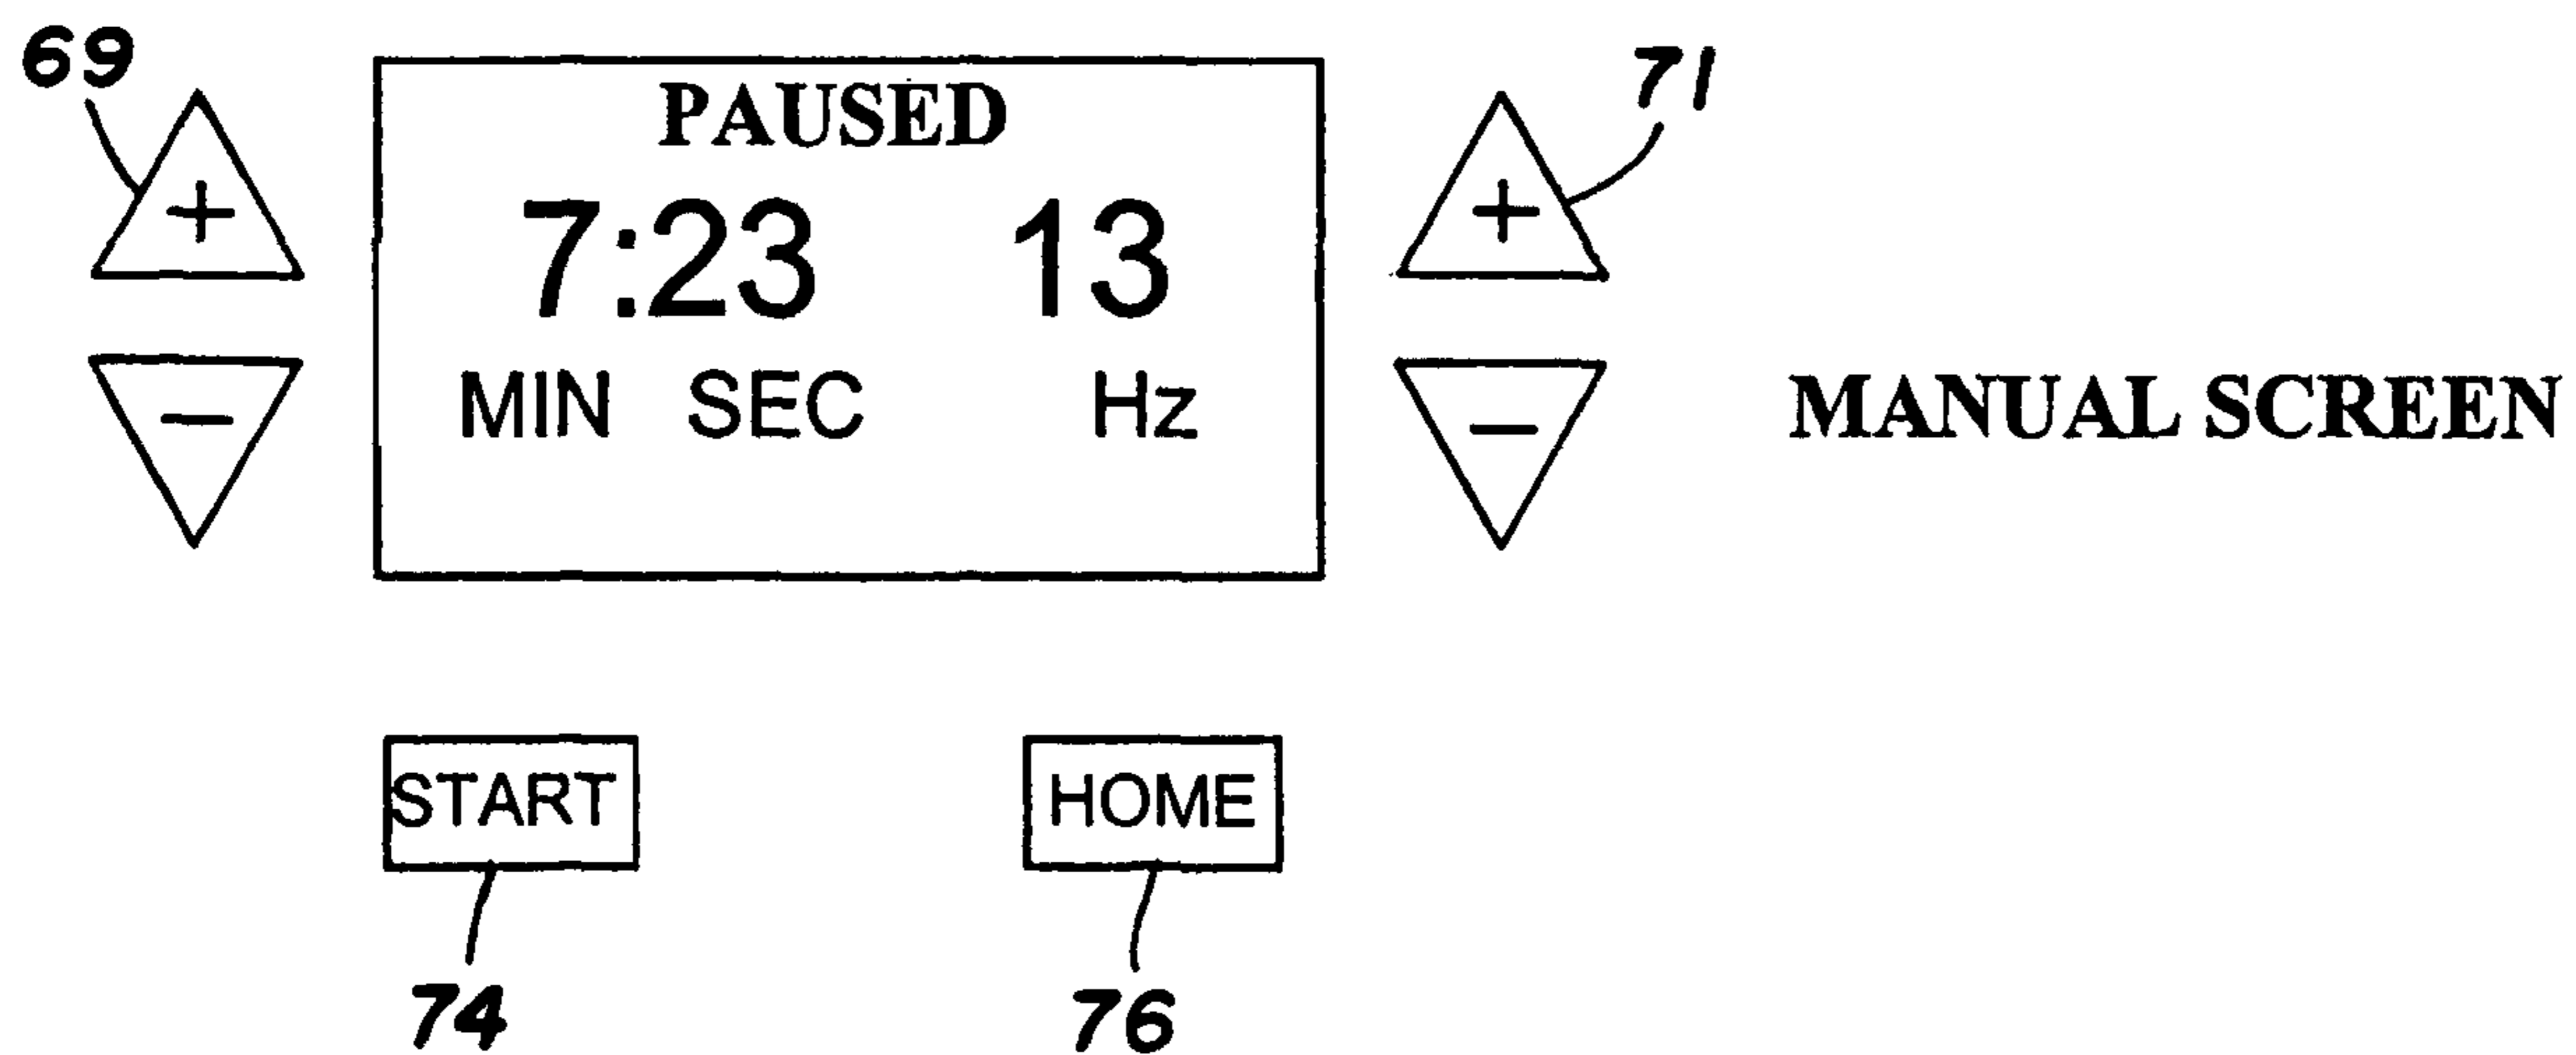 69
71
PAUSED
+ 7:23 13 +
MIN SEC Hz
− −
MANUAL SCREEN
START HOME
74 76